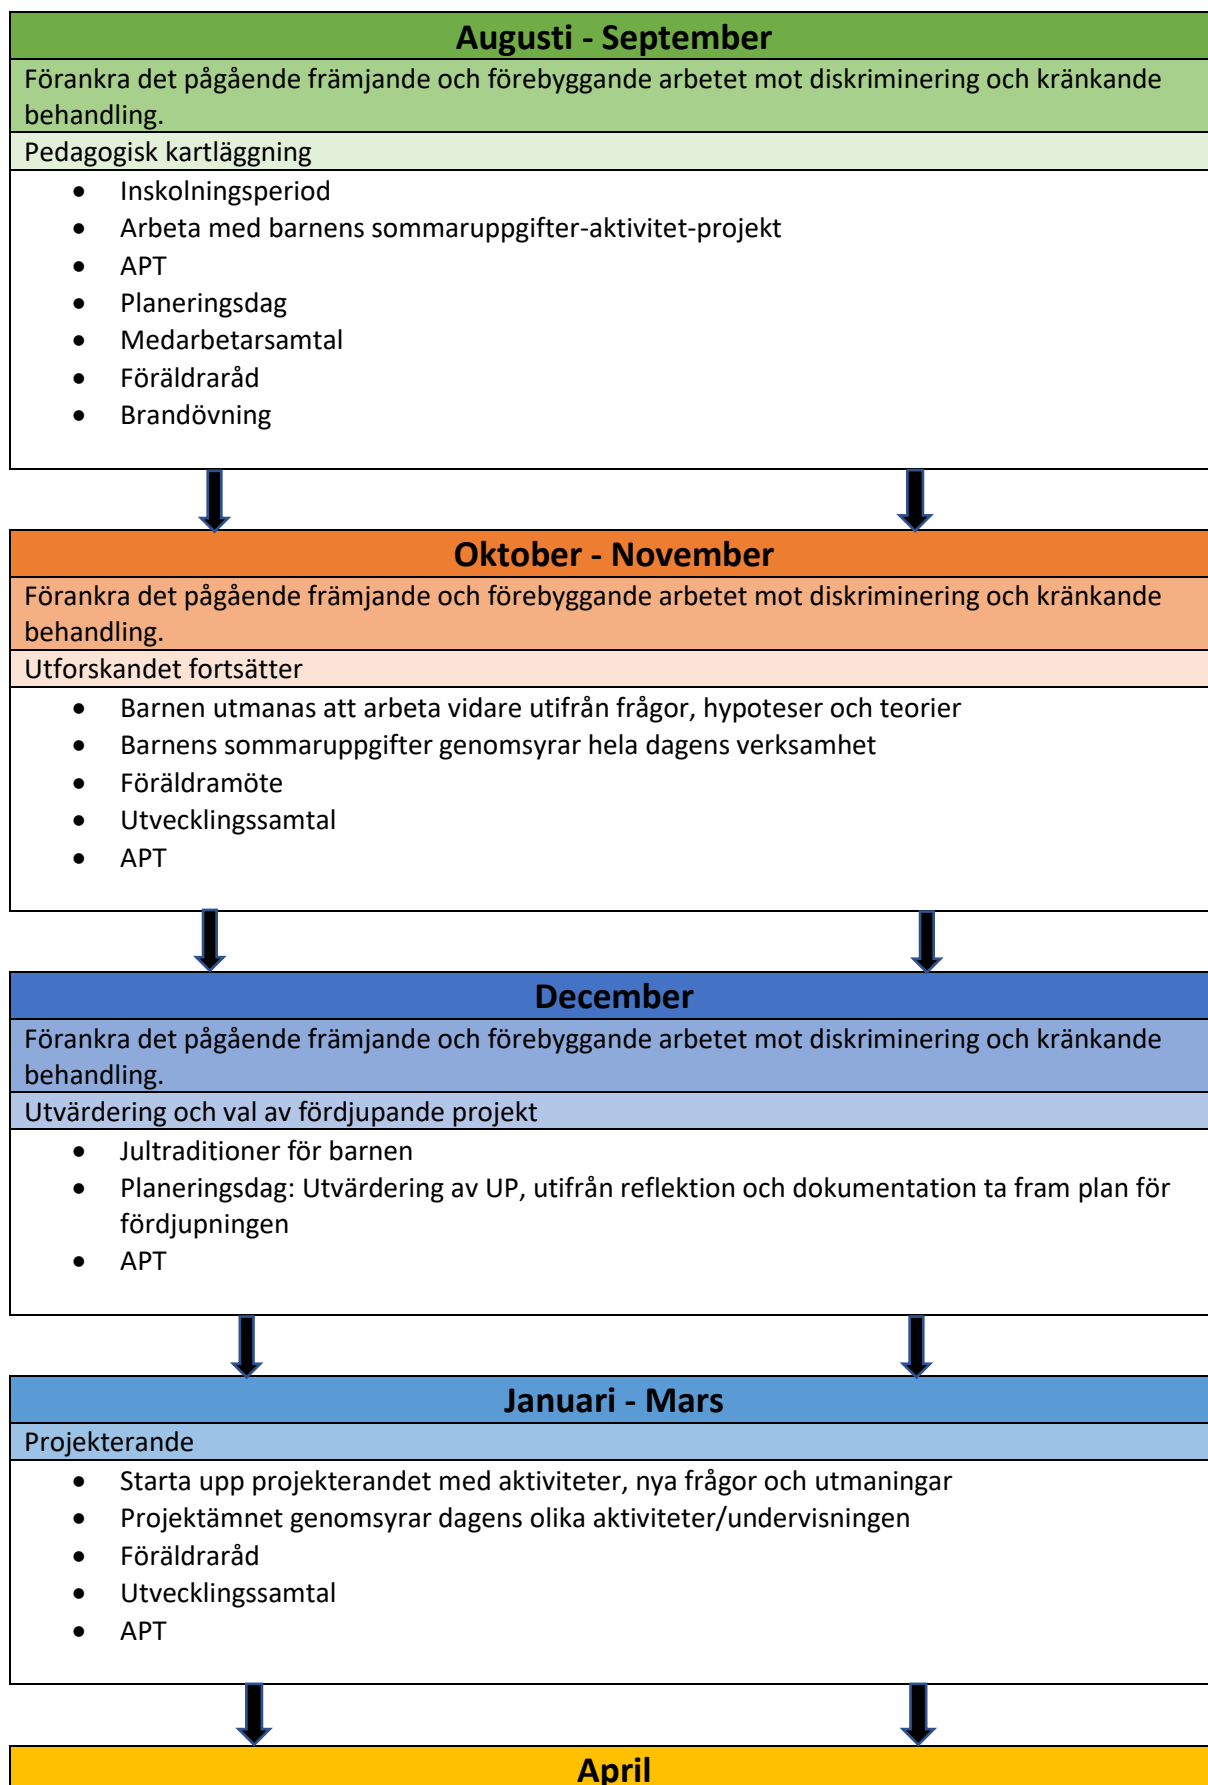 Augusti - September
Förankra det pågående främjande och förebyggande arbetet mot diskriminering och kränkande
behandling.
Pedagogisk kartläggning
• Inskolningsperiod
• Arbeta med barnens sommaruppgifter-aktivitet-projekt
• APT
• Planeringsdag
• Medarbetarsamtal
• Föräldraråd
• Brandövning
Oktober - November
Förankra det pågående främjande och förebyggande arbetet mot diskriminering och kränkande
behandling.
Utforskandet fortsätter
• Barnen utmanas att arbeta vidare utifrån frågor, hypoteser och teorier
• Barnens sommaruppgifter genomsyrar hela dagens verksamhet
• Föräldramöte
• Utvecklingssamtal
• APT
December
Förankra det pågående främjande och förebyggande arbetet mot diskriminering och kränkande
behandling.
Utvärdering och val av fördjupande projekt
• Jultraditioner för barnen
• Planeringsdag: Utvärdering av UP, utifrån reflektion och dokumentation ta fram plan för
fördjupningen
• APT
Januari - Mars
Projekterande
• Starta upp projekterandet med aktiviteter, nya frågor och utmaningar
• Projektämnet genomsyrar dagens olika aktiviteter/undervisningen
• Föräldraråd
• Utvecklingssamtal
• APT
April